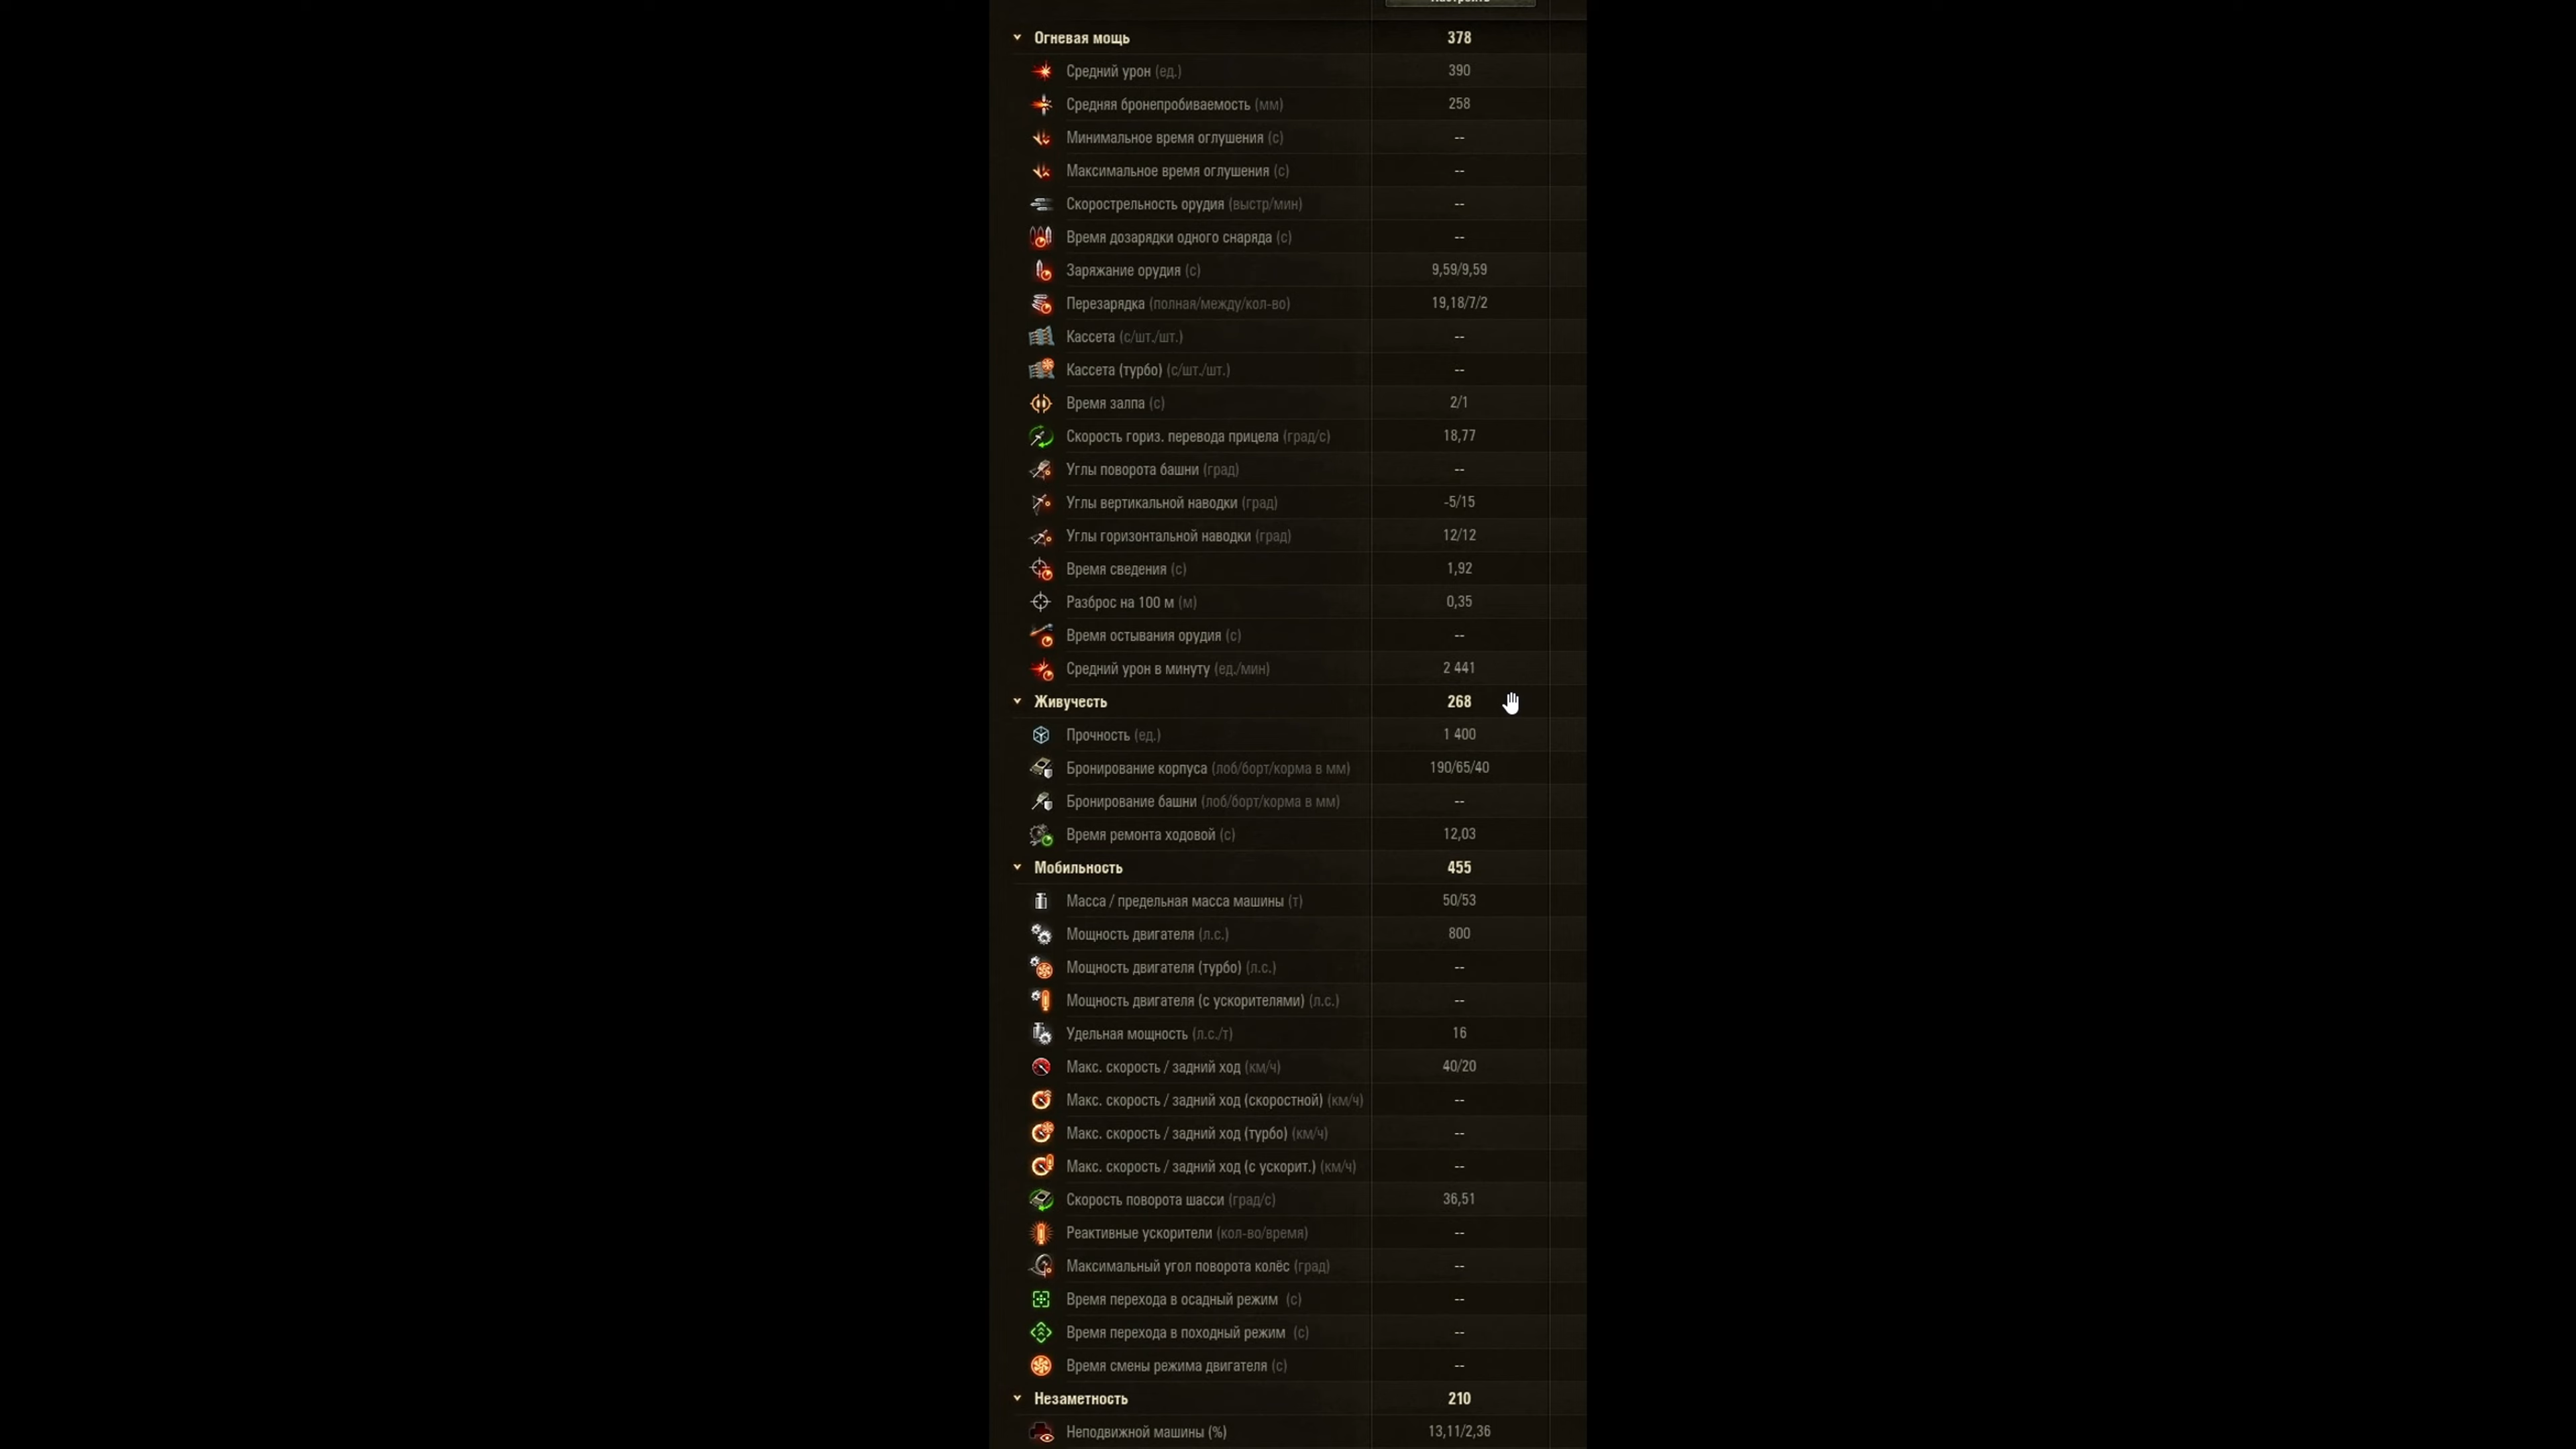 Огневая мощь 378
Средний урон (ед.) 390
Средняя бронепробиваемость (мм) 258
Минимальное время оглушения (с) --
Максимальное время оглушения (с) --
Скорострельность орудия (выстр/мин) --
Время дозарядки одного снаряда (с) --
Заряжание орудия (с) 9,59/9,59
Перезарядка (полная/между/кол-во) 19,18/7/2
Кассета (с/шт./шт.) --
Кассета (турбо) (с/шт./шт.) --
Время залпа (с) 2/1
Скорость гориз. перевода прицела (град/с) 18,77
Углы поворота башни (град) --
Углы вертикальной наводки (град) -5/15
Углы горизонтальной наводки (град) 12/12
Время сведения (с) 1,92
Разброс на 100 м (м) 0,35
Время остывания орудия (с) --
Средний урон в минуту (ед./мин) 2 441
Живучесть 268
Прочность (ед.) 1 400
Бронирование корпуса (лоб/борт/корма в мм) 190/65/40
Бронирование башни (лоб/борт/корма в мм) --
Время ремонта ходовой (с) 12,03
Мобильность 455
Масса / предельная масса машины (т) 50/53
Мощность двигателя (л.с.) 800
Мощность двигателя (турбо) (л.с.) --
Мощность двигателя (с ускорителями) (л.с.) --
Удельная мощность (л.с./т) 16
Макс. скорость / задний ход (км/ч) 40/20
Макс. скорость / задний ход (скоростной) (км/ч) --
Макс. скорость / задний ход (турбо) (км/ч) --
Макс. скорость / задний ход (с ускорит.) (км/ч) --
Скорость поворота шасси (град/с) 36,51
Реактивные ускорители (кол-во/время) --
Максимальный угол поворота колёс (град) --
Время перехода в осадный режим (с) --
Время перехода в походный режим (с) --
Время смены режима двигателя (с) --
Незаметность 210
Неподвижной машины (%) 13,11/2,36